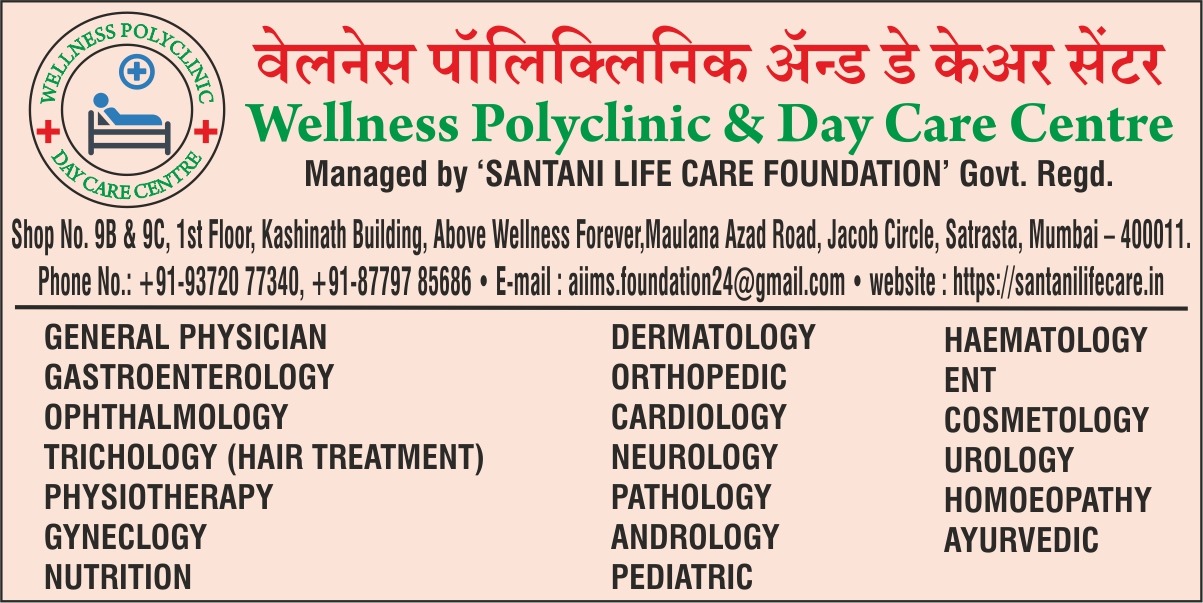 WELLNESS POLYCLINIC
DAY CARE CENTRE
वेलनेस पॉलिक्लिनिक ॲन्ड डे केअर सेंटर
Wellness Polyclinic & Day Care Centre
Managed by ‘SANTANI LIFE CARE FOUNDATION’ Govt. Regd.
Shop No. 9B & 9C, 1st Floor, Kashinath Building, Above Wellness Forever,Maulana Azad Road, Jacob Circle, Satrasta, Mumbai – 400011.
Phone No.: +91-93720 77340, +91-87797 85686 • E-mail : aiims.foundation24@gmail.com • website : https://santanilifecare.in
GENERAL PHYSICIAN
GASTROENTEROLOGY
OPHTHALMOLOGY
TRICHOLOGY (HAIR TREATMENT)
PHYSIOTHERAPY
GYNECLOGY
NUTRITION
DERMATOLOGY
ORTHOPEDIC
CARDIOLOGY
NEUROLOGY
PATHOLOGY
ANDROLOGY
PEDIATRIC
HAEMATOLOGY
ENT
COSMETOLOGY
UROLOGY
HOMOEOPATHY
AYURVEDIC